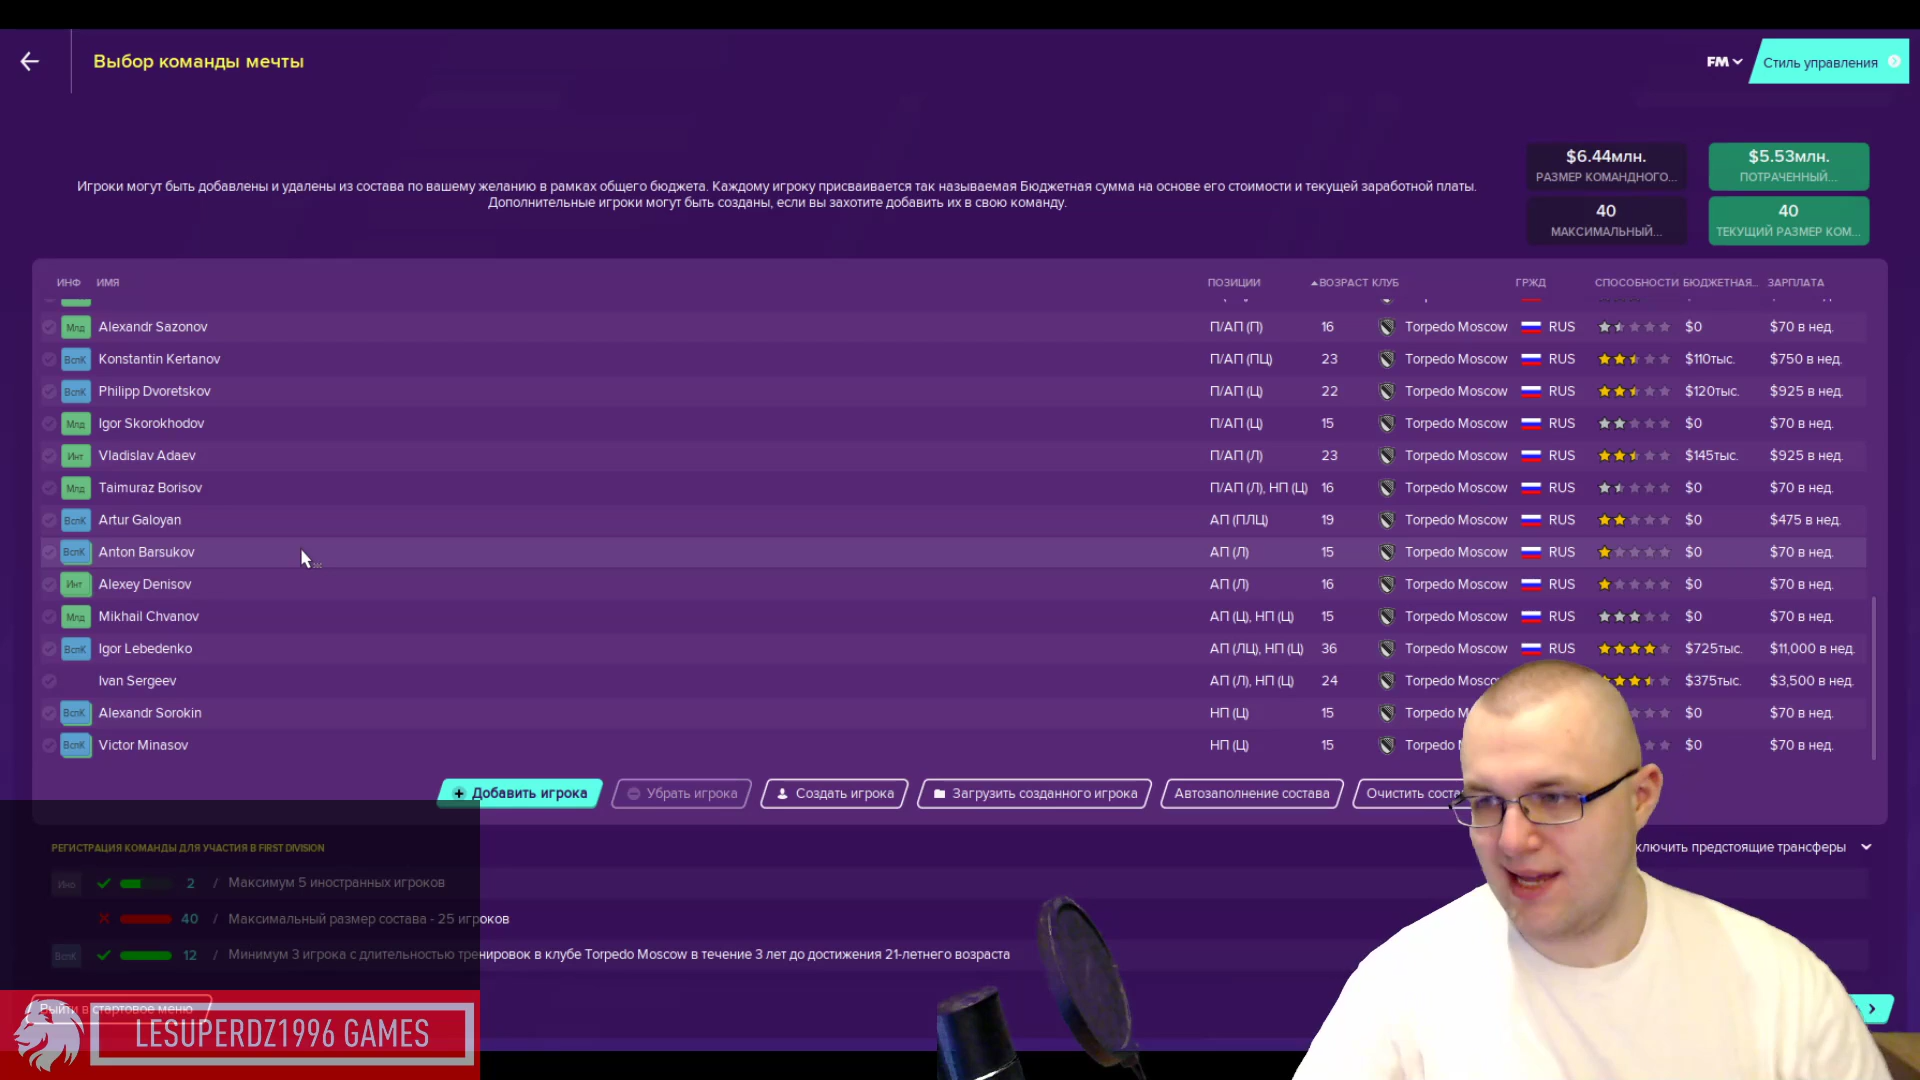 Выбор команды мечты
FM
Стиль управления
$6.44млн.
РАЗМЕР КОМАНДНОГО...
$5.53млн.
ПОТРАЧЕННЫЙ...
Игроки могут быть добавлены и удалены из состава по вашему желанию в рамках общего бюджета. Каждому игроку присваивается так называемая Бюджетная сумма на основе его стоимости и текущей заработной платы.
Дополнительные игроки могут быть созданы, если вы захотите добавить их в свою команду.
40
МАКСИМАЛЬНЫЙ...
40
ТЕКУЩИЙ РАЗМЕР КОМ...
ИНФ ИМЯ ПОЗИЦИИ ВОЗРАСТ КЛУБ ГРЖД СПОСОБНОСТИ БЮДЖЕТНАЯ... ЗАРПЛАТА
Млд Alexandr Sazonov П/АП (П) 16 Torpedo Moscow RUS $0 $70 в нед.
ВспК Konstantin Kertanov П/АП (ПЦ) 23 Torpedo Moscow RUS $110тыс. $750 в нед.
ВспК Philipp Dvoretskov П/АП (Ц) 22 Torpedo Moscow RUS $120тыс. $925 в нед.
Млд Igor Skorokhodov П/АП (Ц) 15 Torpedo Moscow RUS $0 $70 в нед.
Инт Vladislav Adaev П/АП (Л) 23 Torpedo Moscow RUS $145тыс. $925 в нед.
Млд Taimuraz Borisov П/АП (Л), НП (Ц) 16 Torpedo Moscow RUS $0 $70 в нед.
ВспК Artur Galoyan АП (ПЛЦ) 19 Torpedo Moscow RUS $0 $475 в нед.
ВспК Anton Barsukov АП (Л) 15 Torpedo Moscow RUS $0 $70 в нед.
Инт Alexey Denisov АП (Л) 16 Torpedo Moscow RUS $0 $70 в нед.
Млд Mikhail Chvanov АП (Ц), НП (Ц) 15 Torpedo Moscow RUS $0 $70 в нед.
ВспК Igor Lebedenko АП (ЛЦ), НП (Ц) 36 Torpedo Moscow RUS $725тыс. $11,000 в нед.
Ivan Sergeev АП (Л), НП (Ц) 24 Torpedo Mosco $375тыс. $3,500 в нед.
ВспК Alexandr Sorokin НП (Ц) 15 Torpedo M $0 $70 в нед.
ВспК Victor Minasov НП (Ц) 15 Torpedo $0 $70 в нед.
Добавить игрока Убрать игрока Создать игрока Загрузить созданного игрока Автозаполнение состава Очистить соста
РЕГИСТРАЦИЯ КОМАНДЫ ДЛЯ УЧАСТИЯ В FIRST DIVISION
ключить предстоящие трансферы
Ино 2 / Максимум 5 иностранных игроков
40 / Максимальный размер состава - 25 игроков
ВспК 12 / Минимум 3 игрока с длительностью тренировок в клубе Torpedo Moscow в течение 3 лет до достижения 21-летнего возраста
Выйти в стартовое меню
LESUPERDZ1996 GAMES